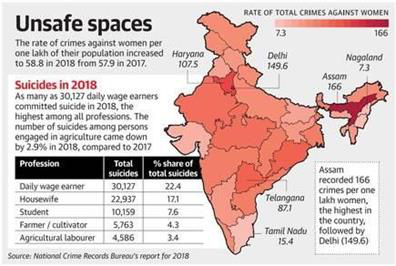 Unsafe spaces
The rate of crimes against women per
one lakh of their population increased
to 58.8 in 2018 from 57.9 in 2017.
RATE OF TOTAL CRIMES AGAINST WOMEN
7.3
166
Haryana
107.5
Delhi
149.6
Nagaland
7.3
Assam
166
Suicides in 2018
As many as 30,127 daily wage earners
committed suicide in 2018, the
highest among all professions. The
number of suicides among persons
engaged in agriculture came down
by 2.9% in 2018, compared to 2017
Profession Total suicides % share of total suicides
Daily wage earner 30,127 22.4
Housewife 22,937 17.1
Student 10,159 7.6
Farmer / cultivator 5,763 4.3
Agricultural labourer 4,586 3.4
Telangana
87.1
Tamil Nadu
15.4
Assam
recorded 166
crimes per one
lakh women,
the highest in
the country,
followed by
Delhi (149.6)
Source: National Crime Records Bureau's report for 2018